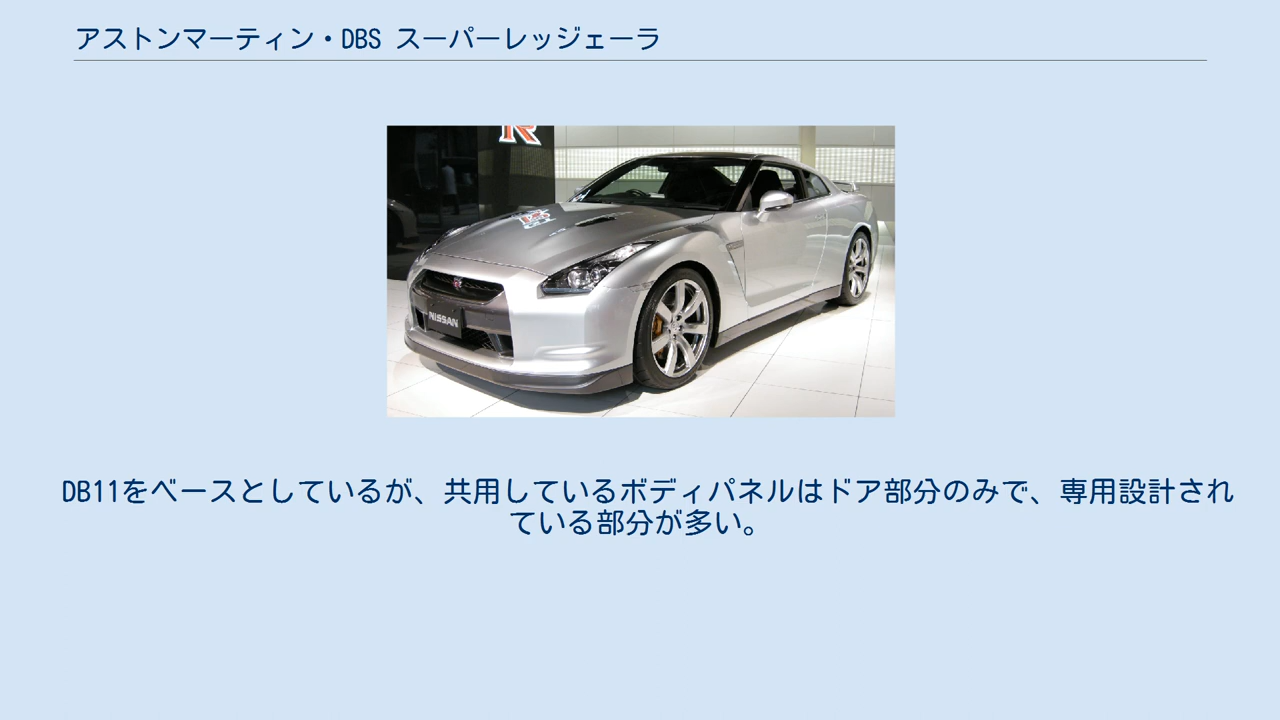 アストンマーティン・DBS スーパーレッジェーラ
R
NISSAN
DB11をベースとしているが、共用しているボディパネルはドア部分のみで、専用設計され
ている部分が多い。